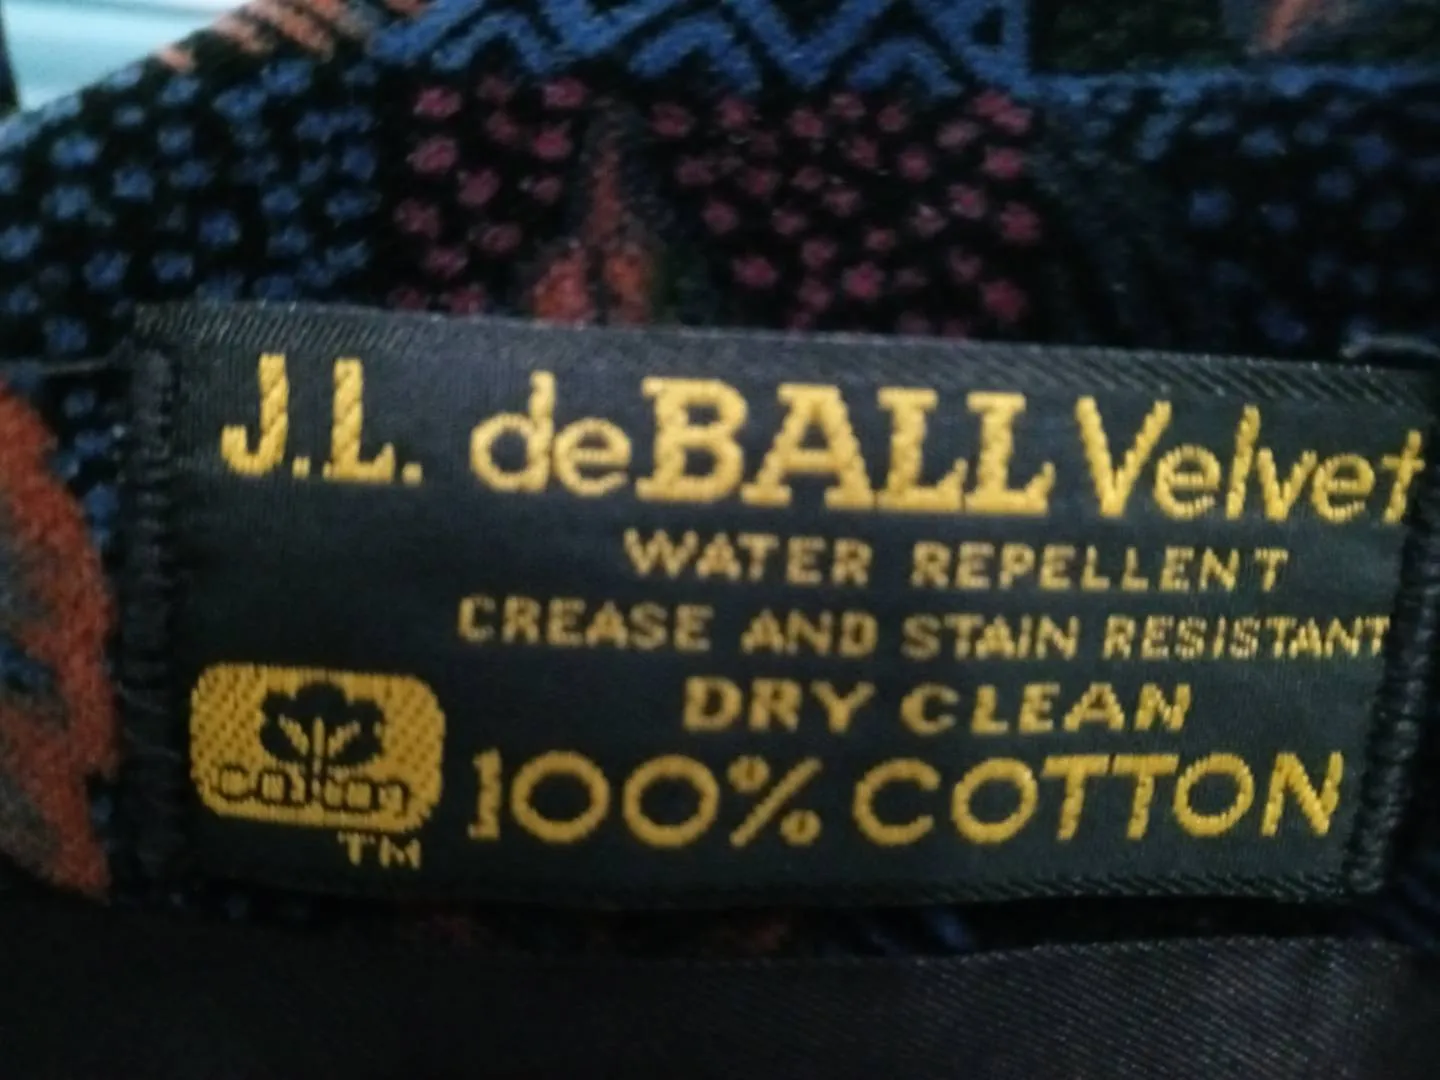 J.L. deBALL Velvet
WATER REPELLENT
CREASE AND STAIN RESISTANT
DRY CLEAN
100% COTTON
cotton
TM